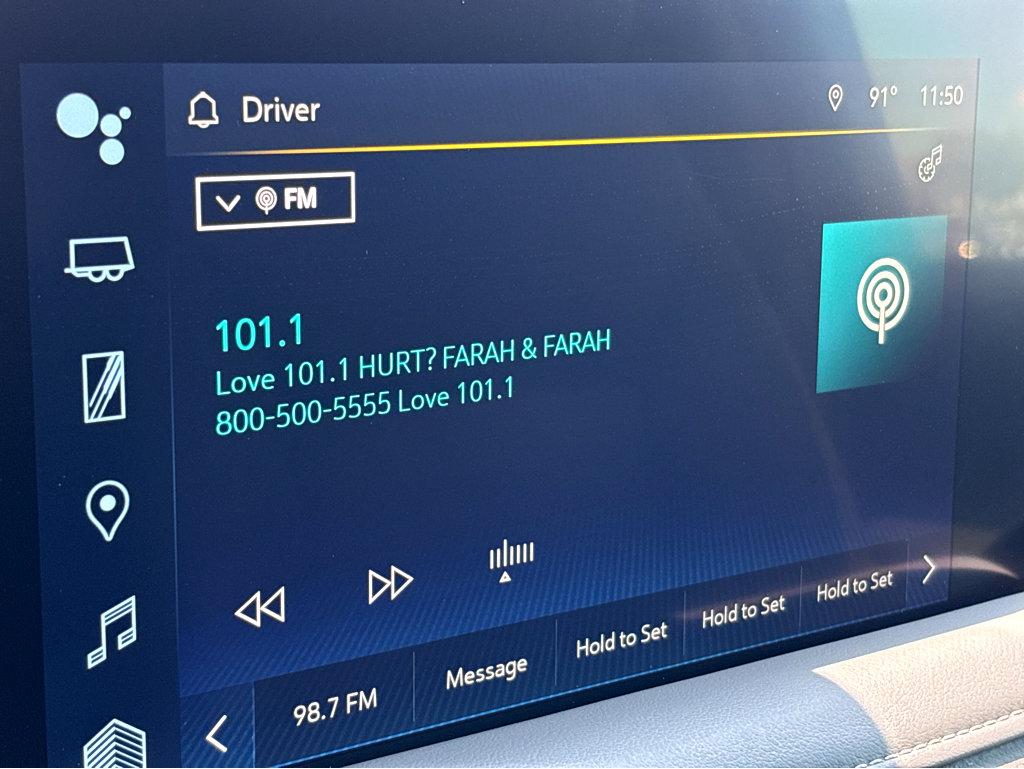 Driver
91° 11:50
FM
101.1
Love 101.1 HURT? FARAH & FARAH
800-500-5555 Love 101.1
98.7 FM
Message
Hold to Set
Hold to Set
Hold to Set